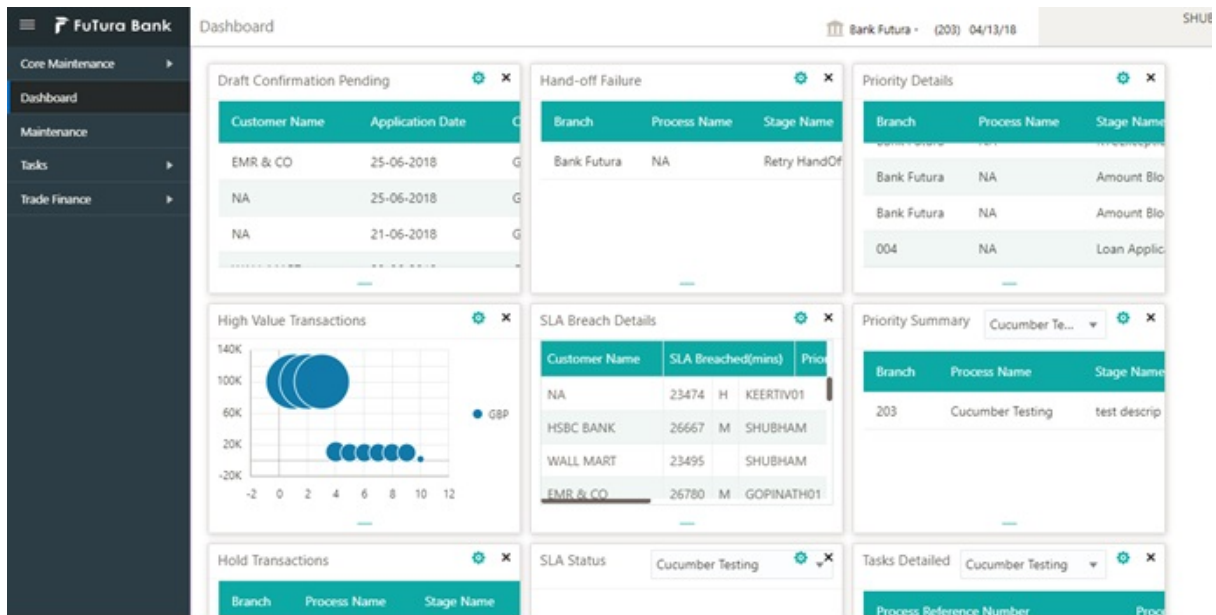 FuTura Bank
Dashboard
Bank Futura - (203) 04/13/18
SHUB
Core Maintenance
Dashboard
Maintenance
Tasks
Trade Finance
Draft Confirmation Pending
Customer Name Application Date
EMR & CO 25-06-2018 G
NA 25-06-2018 G
NA 21-06-2018 G
Hand-off Failure
Branch Process Name Stage Name
Bank Futura NA Retry HandOf
Priority Details
Branch Process Name Stage Name
Bank Futura NA Amount Blo
Bank Futura NA Amount Blo
004 NA Loan Applic
High Value Transactions
140K
100K
60K
20K
-20K
-2 0 2 4 6 8 10 12
GBP
SLA Breach Details
Customer Name SLA Breached(mins) Prior
NA 23474 H KEERTIV01
HSBC BANK 26667 M SHUBHAM
WALL MART 23495 SHUBHAM
EMR & CO 26780 M GOPINATH01
Priority Summary Cucumber Te...
Branch Process Name Stage Name
203 Cucumber Testing test descrip
Hold Transactions
Branch Process Name Stage Name
SLA Status Cucumber Testing
Tasks Detailed Cucumber Testing
Process Reference Number Proce